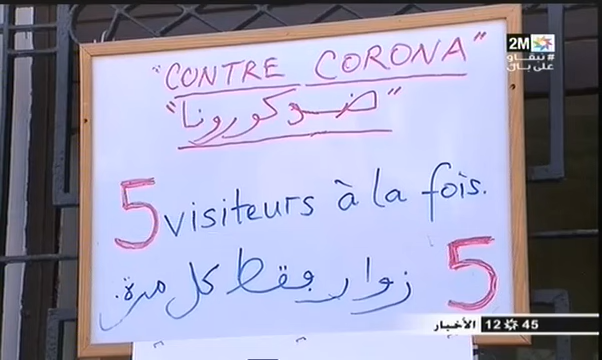 "CONTRE CORONA"
"ضد كورونا"
5 visiteurs à la fois.
5 زوار فقط كل مرة.
2M
#نبقاو
على بال
الأخبار 12 45